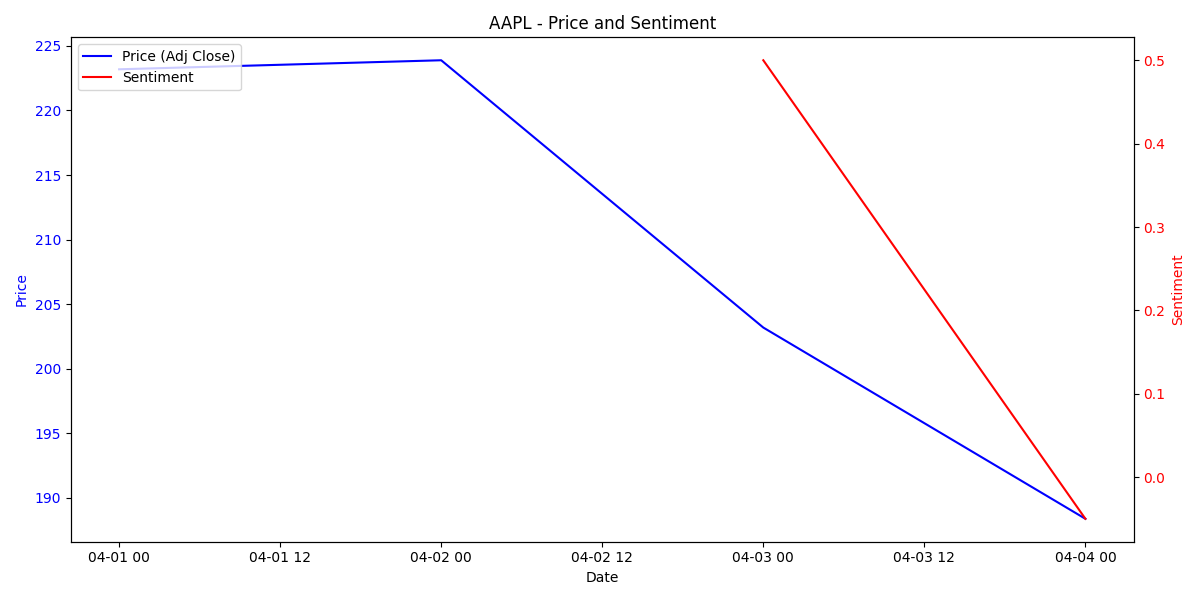 AAPL - Price and Sentiment
Price (Adj Close)
Sentiment
225
220
215
210
205
200
195
190
Price
0.5
0.4
0.3
0.2
0.1
0.0
Sentiment
04-01 00 04-01 12 04-02 00 04-02 12 04-03 00 04-03 12 04-04 00
Date